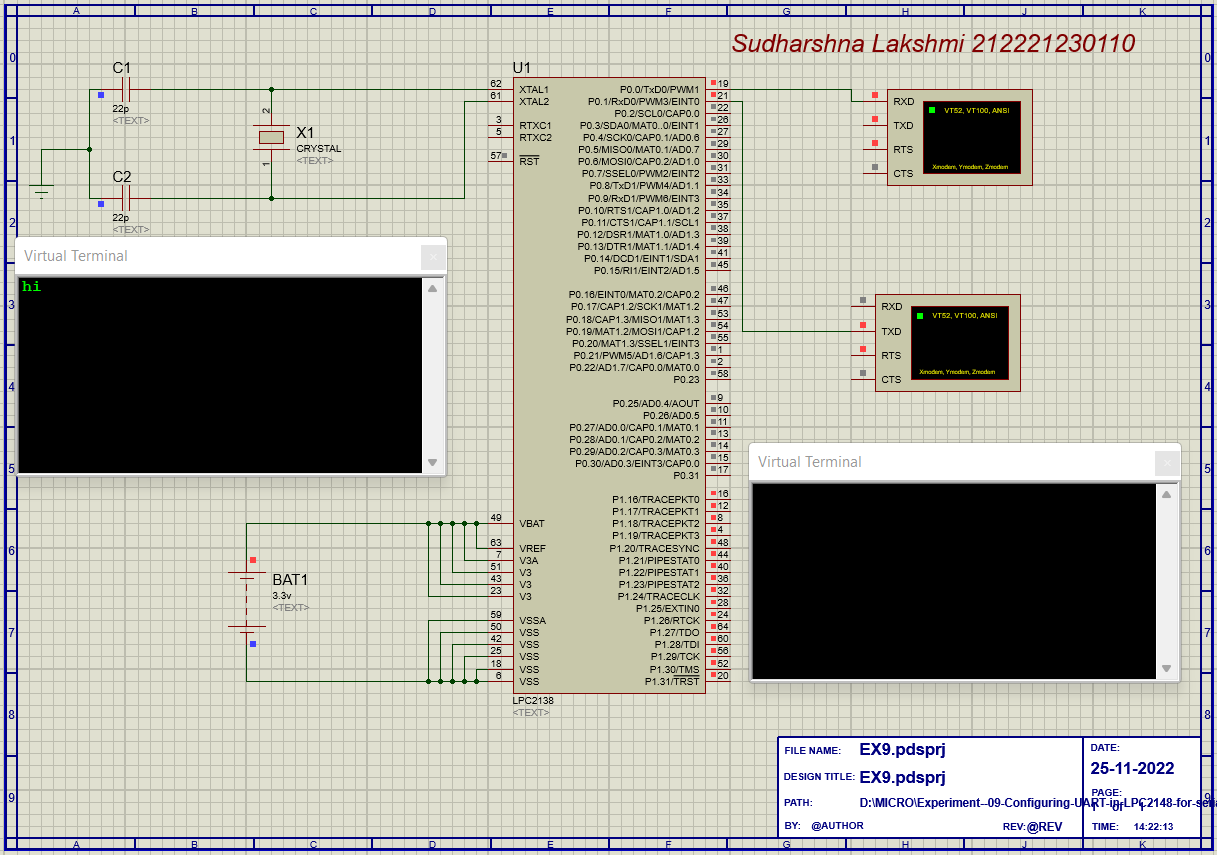 A B C D E F G H J K
Sudharshna Lakshmi 212221230110
0 0
1 1
2 2
3 3
4 4
5 5
6 6
7 7
8 8
9 9
C1
22p
<TEXT>
C2
22p
<TEXT>
2
X1
CRYSTAL
<TEXT>
1
Virtual Terminal
hi
BAT1
3.3v
<TEXT>
U1
62 XTAL1
61 XTAL2
3 RTXC1
5 RTXC2
57 RST
49 VBAT
63 VREF
7 V3A
51 V3
43 V3
23 V3
59 VSSA
50 VSS
42 VSS
25 VSS
18 VSS
6 VSS
P0.0/TxD0/PWM1 19
P0.1/RxD0/PWM3/EINT0 21
P0.2/SCL0/CAP0.0 22
P0.3/SDA0/MAT0..0/EINT1 26
P0.4/SCK0/CAP0.1/AD0.6 27
P0.5/MISO0/MAT0.1/AD0.7 29
P0.6/MOSI0/CAP0.2/AD1.0 30
P0.7/SSEL0/PWM2/EINT2 31
P0.8/TxD1/PWM4/AD1.1 33
P0.9/RxD1/PWM6/EINT3 34
P0.10/RTS1/CAP1.0/AD1.2 35
P0.11/CTS1/CAP1.1/SCL1 37
P0.12/DSR1/MAT1.0/AD1.3 38
P0.13/DTR1/MAT1.1/AD1.4 39
P0.14/DCD1/EINT1/SDA1 41
P0.15/RI1/EINT2/AD1.5 45
P0.16/EINT0/MAT0.2/CAP0.2 46
P0.17/CAP1.2/SCK1/MAT1.2 47
P0.18/CAP1.3/MISO1/MAT1.3 53
P0.19/MAT1.2/MOSI1/CAP1.2 54
P0.20/MAT1.3/SSEL1/EINT3 55
P0.21/PWM5/AD1.6/CAP1.3 1
P0.22/AD1.7/CAP0.0/MAT0.0 2
P0.23 58
P0.25/AD0.4/AOUT 9
P0.26/AD0.5 10
P0.27/AD0.0/CAP0.1/MAT0.1 11
P0.28/AD0.1/CAP0.2/MAT0.2 13
P0.29/AD0.2/CAP0.3/MAT0.3 14
P0.30/AD0.3/EINT3/CAP0.0 15
P0.31 17
P1.16/TRACEPKT0 16
P1.17/TRACEPKT1 12
P1.18/TRACEPKT2 8
P1.19/TRACEPKT3 4
P1.20/TRACESYNC 48
P1.21/PIPESTAT0 44
P1.22/PIPESTAT1 40
P1.23/PIPESTAT2 36
P1.24/TRACECLK 32
P1.25/EXTIN0 28
P1.26/RTCK 24
P1.27/TDO 64
P1.28/TDI 60
P1.29/TCK 56
P1.30/TMS 52
P1.31/TRST 20
LPC2138
<TEXT>
RXD
TXD
RTS
CTS
VT52, VT100, ANSI
Xmodem, Ymodem, Zmodem
RXD
TXD
RTS
CTS
VT52, VT100, ANSI
Xmodem, Ymodem, Zmodem
Virtual Terminal
FILE NAME: EX9.pdsprj
DESIGN TITLE: EX9.pdsprj
PATH: D:\MICRO\Experiment--09-Configuring-UART-in-LPC2148-for-seria
BY: @AUTHOR REV:@REV
DATE:
25-11-2022
PAGE:
of
TIME: 14:22:13
A B C D E F G H J K